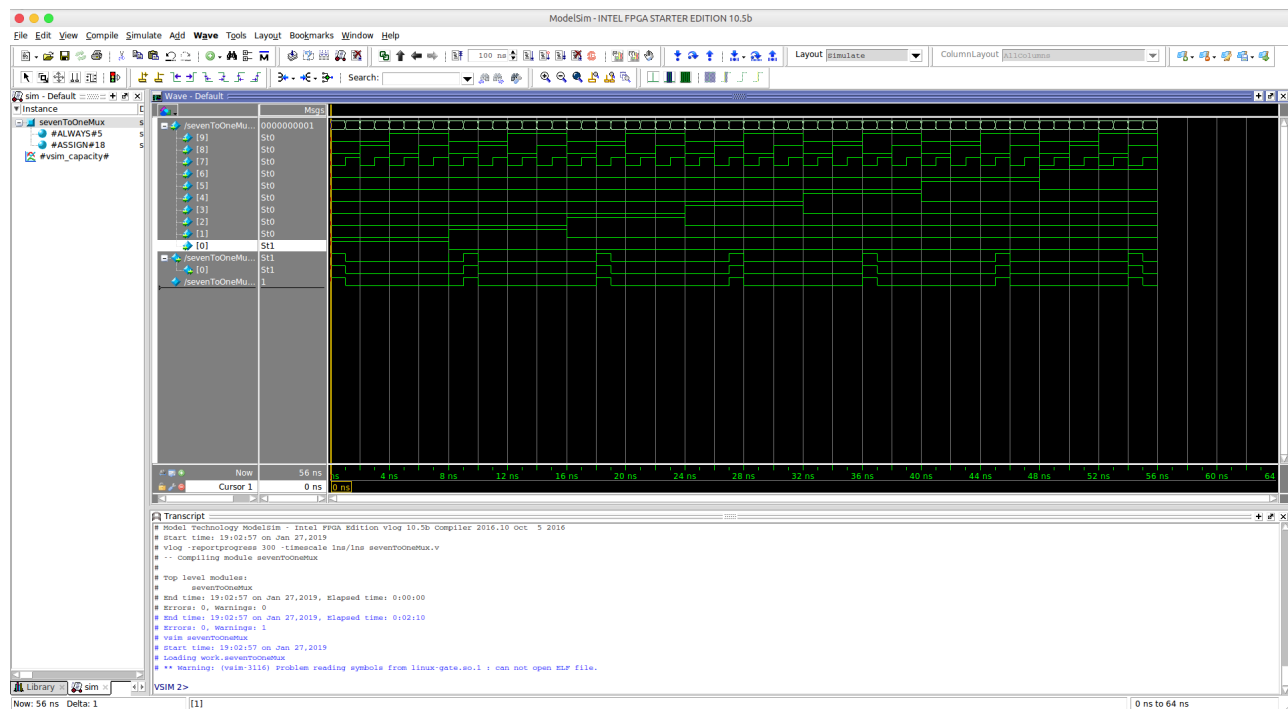 ModelSim - INTEL FPGA STARTER EDITION 10.5b
File Edit View Compile Simulate Add Wave Tools Layout Bookmarks Window Help
100 ns Layout Simulate ColumnLayout AllColumns
Search:
sim - Default
Wave - Default
Instance
Msgs
sevenToOneMux s
#ALWAYS#5 s
#ASSIGN#18 s
#vsim_capacity#
/sevenToOneMu... 0000000001
[9] St0
[8] St0
[7] St0
[6] St0
[5] St0
[4] St0
[3] St0
[2] St0
[1] St0
[0] St1
/sevenToOneMu... St1
[0] St1
/sevenToOneMu... 1
Now 56 ns
ns 4 ns 8 ns 12 ns 16 ns 20 ns 24 ns 28 ns 32 ns 36 ns 40 ns 44 ns 48 ns 52 ns 56 ns 60 ns 64
Cursor 1 0 ns 0 ns
Transcript
# Model Technology ModelSim - Intel FPGA Edition vlog 10.5b Compiler 2016.10 Oct 5 2016
# Start time: 19:02:57 on Jan 27,2019
# vlog -reportprogress 300 -timescale 1ns/1ns sevenToOneMux.v
# -- Compiling module sevenToOneMux
#
# Top level modules:
# sevenToOneMux
# End time: 19:02:57 on Jan 27,2019, Elapsed time: 0:00:00
# Errors: 0, Warnings: 0
# End time: 19:02:57 on Jan 27,2019, Elapsed time: 0:02:10
# Errors: 0, Warnings: 1
# vsim sevenToOneMux
# Start time: 19:02:57 on Jan 27,2019
# Loading work.sevenToOneMux
# ** Warning: (vsim-3116) Problem reading symbols from linux-gate.so.1 : can not open ELF file.
VSIM 2>
Library sim
Now: 56 ns Delta: 1 [1] 0 ns to 64 ns